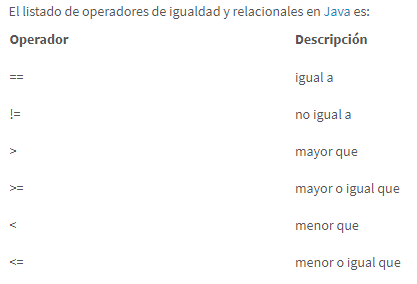 El listado de operadores de igualdad y relacionales en Java es:
Operador Descripción
== igual a
!= no igual a
> mayor que
>= mayor o igual que
< menor que
<= menor o igual que